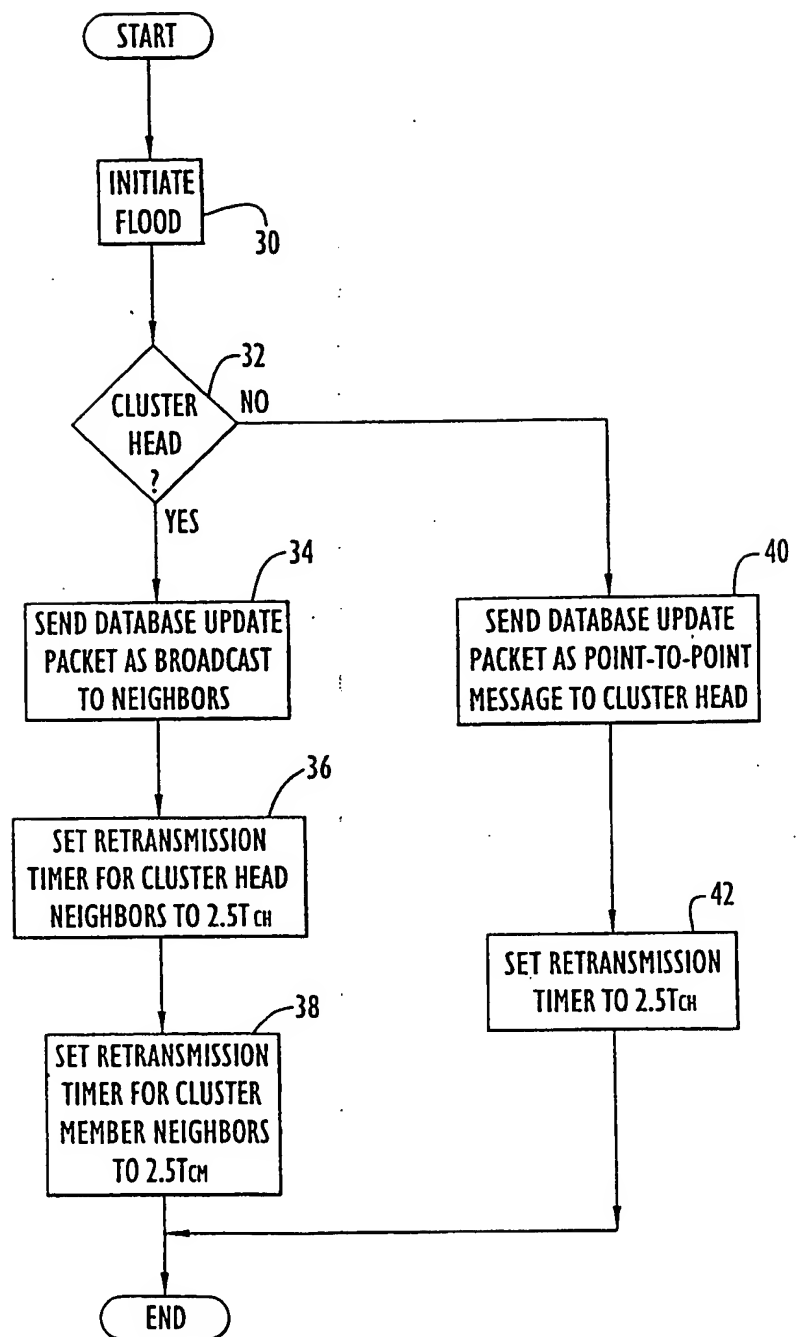 START
INITIATE
FLOOD
30
32
CLUSTER
HEAD
?
NO
YES
34
SEND DATABASE UPDATE
PACKET AS BROADCAST
TO NEIGHBORS
40
SEND DATABASE UPDATE
PACKET AS POINT-TO-POINT
MESSAGE TO CLUSTER HEAD
36
SET RETRANSMISSION
TIMER FOR CLUSTER HEAD
NEIGHBORS TO 2.5TCH
42
SET RETRANSMISSION
TIMER TO 2.5TCH
38
SET RETRANSMISSION
TIMER FOR CLUSTER
MEMBER NEIGHBORS
TO 2.5TCM
END